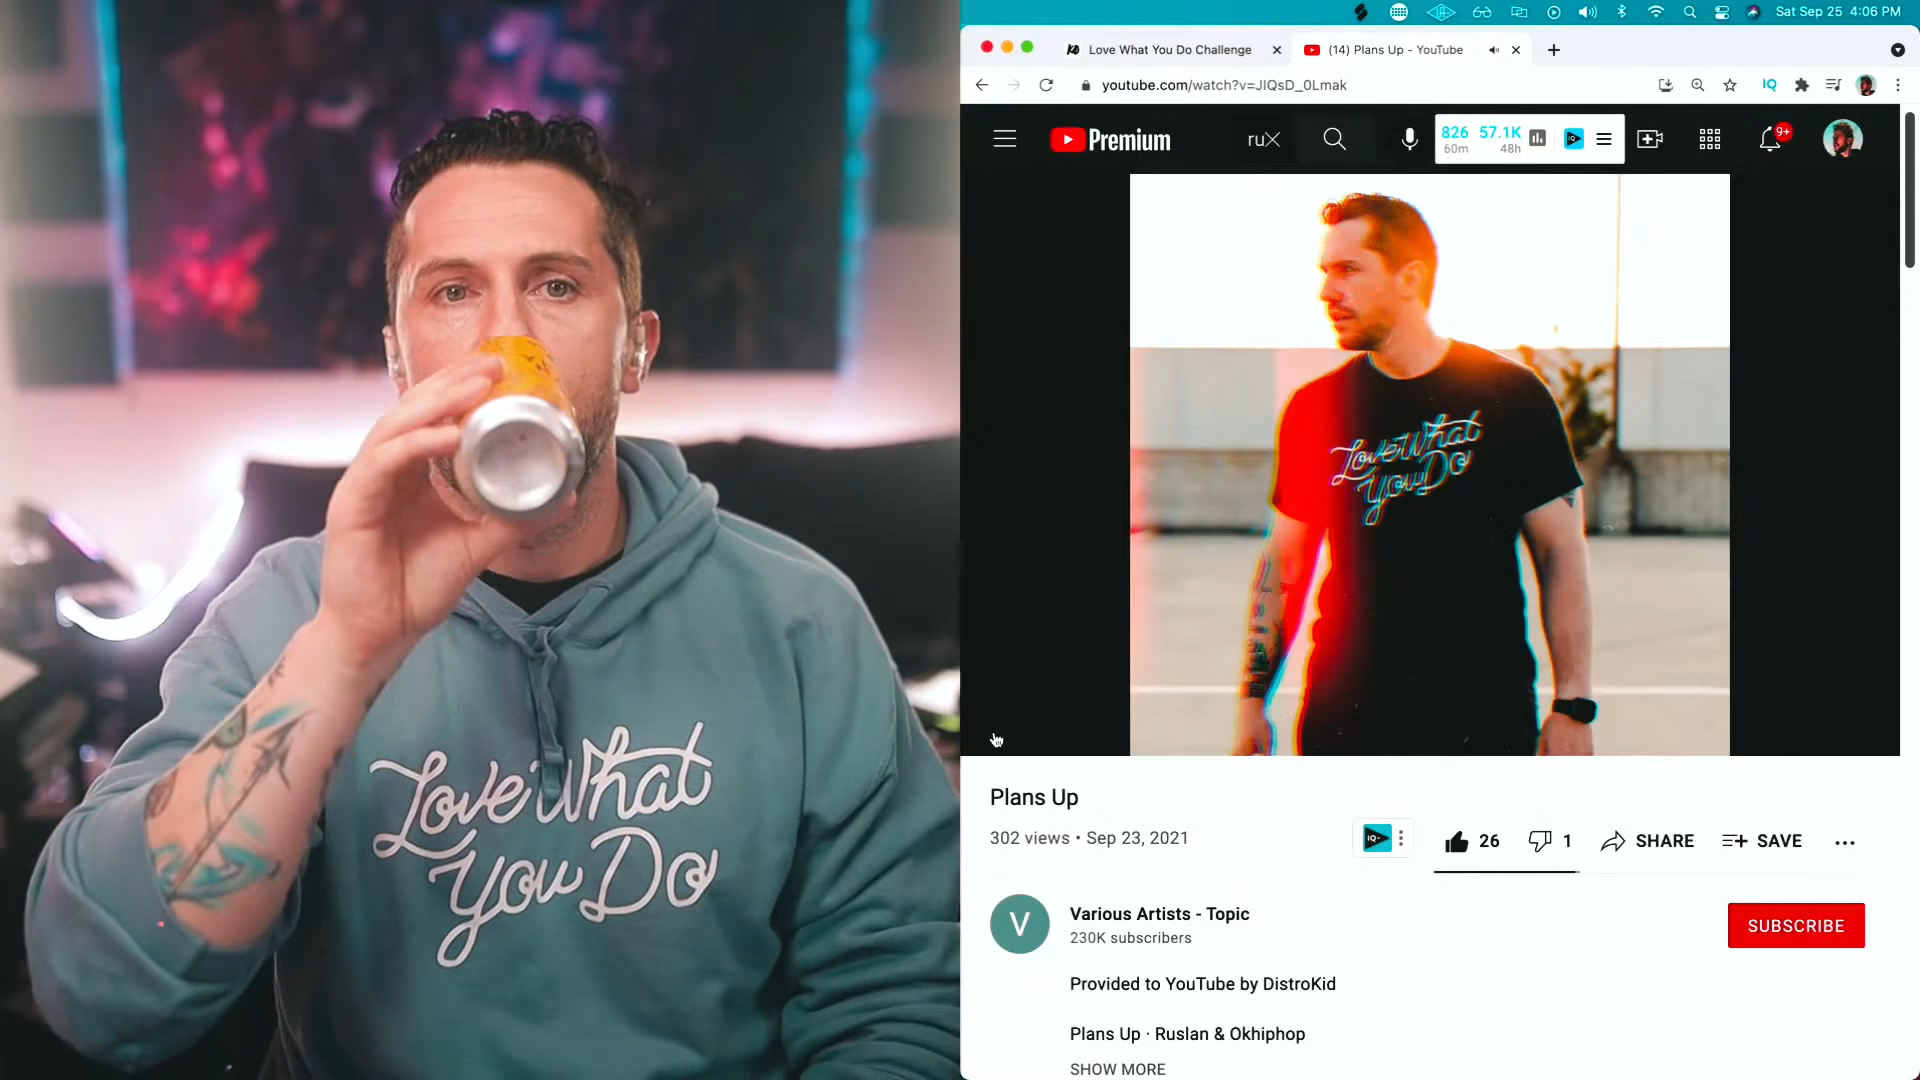 Sat Sep 25 4:06 PM
Love What You Do Challenge
(14) Plans Up - YouTube
youtube.com/watch?v=JIQsD_0Lmak
IQ
Premium
ru
826 57.1K
60m 48h
9+
Love What
You Do
Love What
You Do
Plans Up
302 views • Sep 23, 2021
IQ
26
1
SHARE
SAVE
V
Various Artists - Topic
230K subscribers
SUBSCRIBE
Provided to YouTube by DistroKid
Plans Up · Ruslan & Okhiphop
SHOW MORE